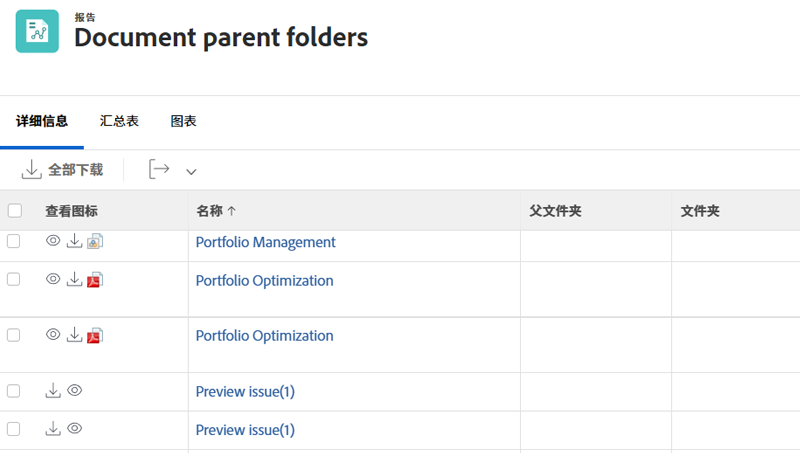 报告
Document parent folders
详细信息 汇总表 图表
全部下载
查看图标 名称 ↑ 父文件夹 文件夹
Portfolio Management
Portfolio Optimization
Portfolio Optimization
Preview issue(1)
Preview issue(1)